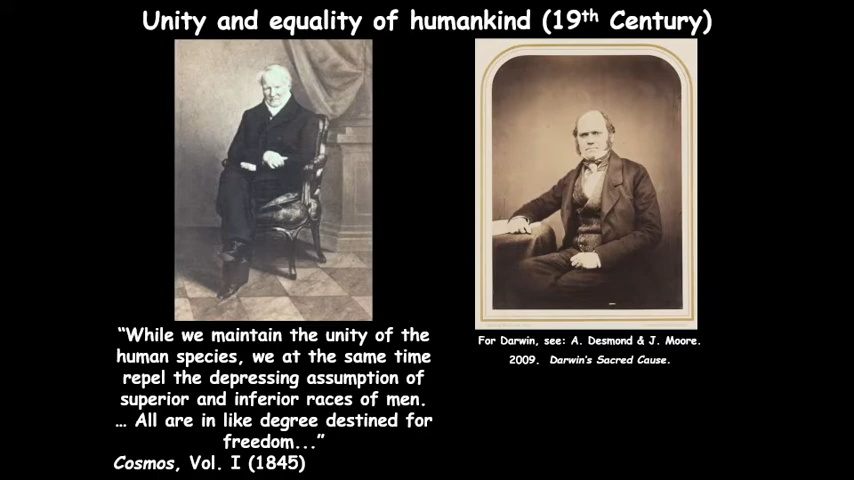 Unity and equality of humankind (19th Century)
“While we maintain the unity of the
human species, we at the same time
repel the depressing assumption of
superior and inferior races of men.
… All are in like degree destined for
freedom...”
Cosmos, Vol. I (1845)
For Darwin, see: A. Desmond & J. Moore.
2009. Darwin’s Sacred Cause.